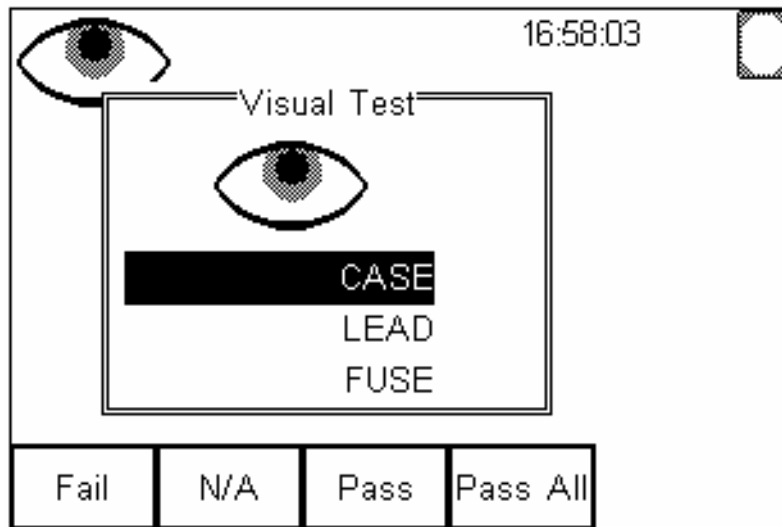 16:58:03
Visual Test
CASE
LEAD
FUSE
Fail N/A Pass Pass All